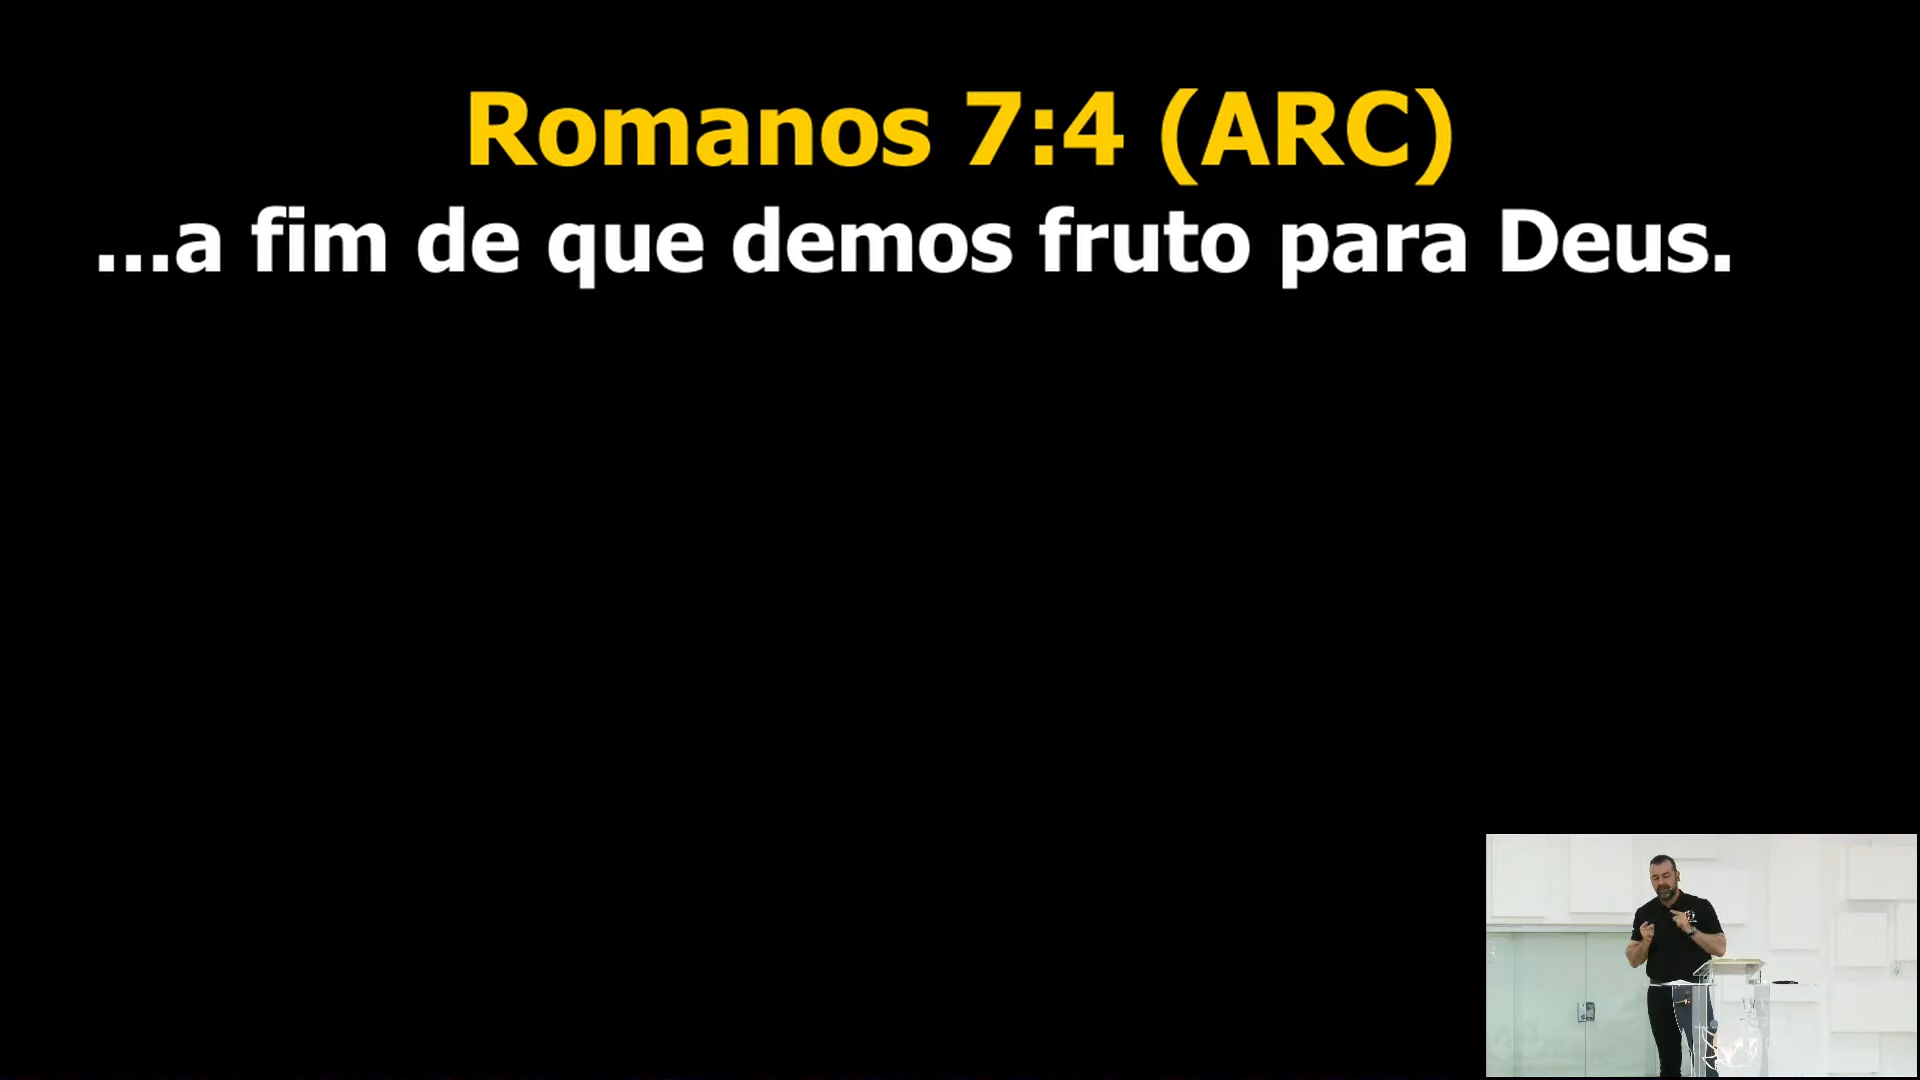 Romanos 7:4 (ARC)
...a fim de que demos fruto para Deus.